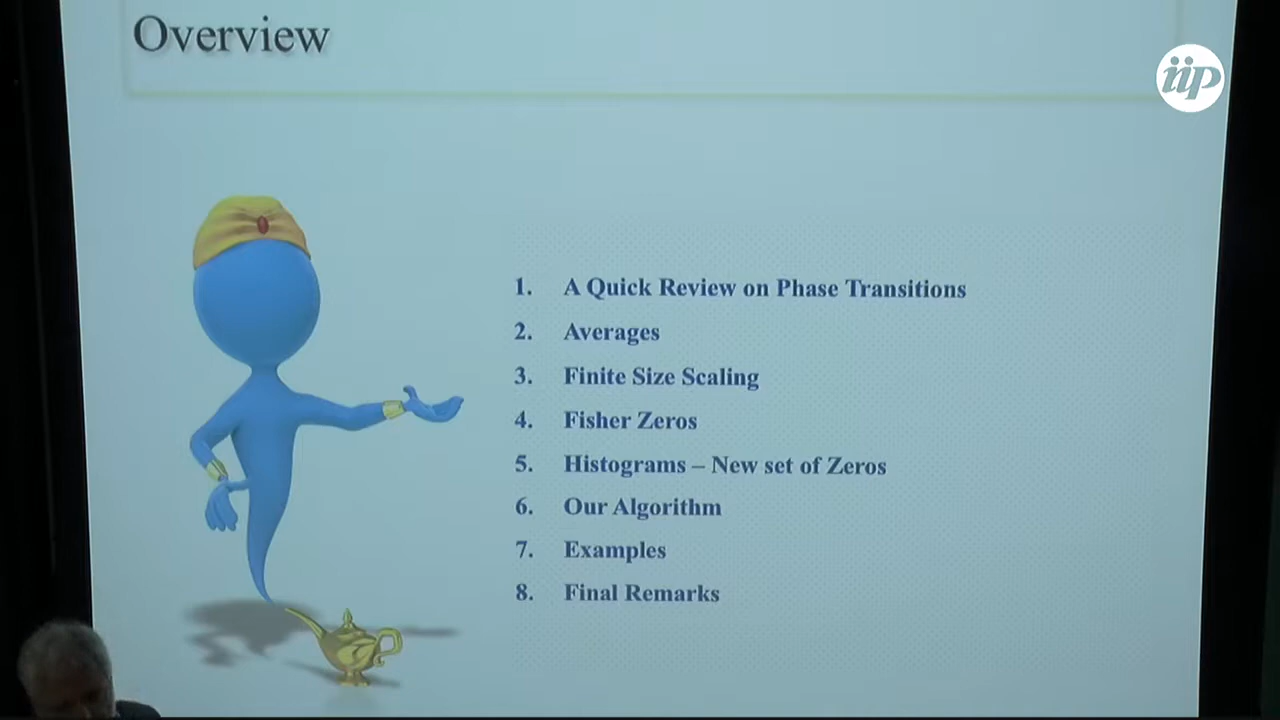 Overview
iip
1. A Quick Review on Phase Transitions
2. Averages
3. Finite Size Scaling
4. Fisher Zeros
5. Histograms – New set of Zeros
6. Our Algorithm
7. Examples
8. Final Remarks